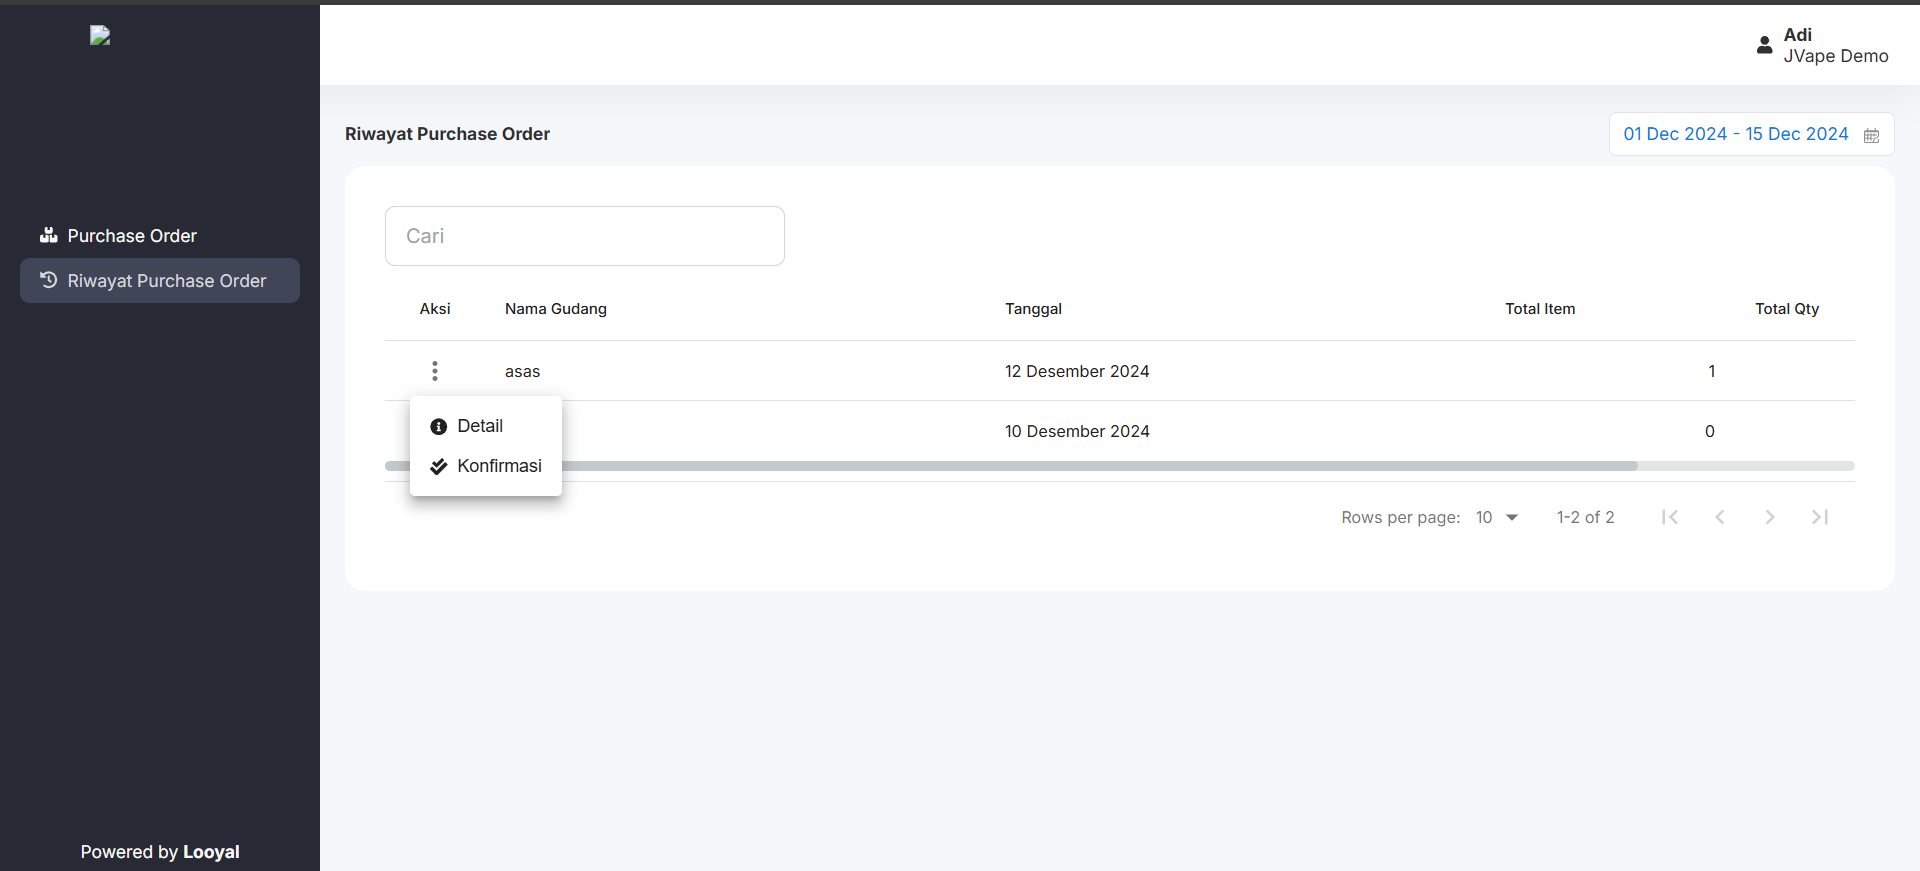 Adi
JVape Demo
Riwayat Purchase Order
01 Dec 2024 - 15 Dec 2024
Purchase Order
Riwayat Purchase Order
Cari
Aksi Nama Gudang Tanggal Total Item Total Qty
asas 12 Desember 2024 1
10 Desember 2024 0
Detail
Konfirmasi
Rows per page: 10 1-2 of 2
Powered by Looyal